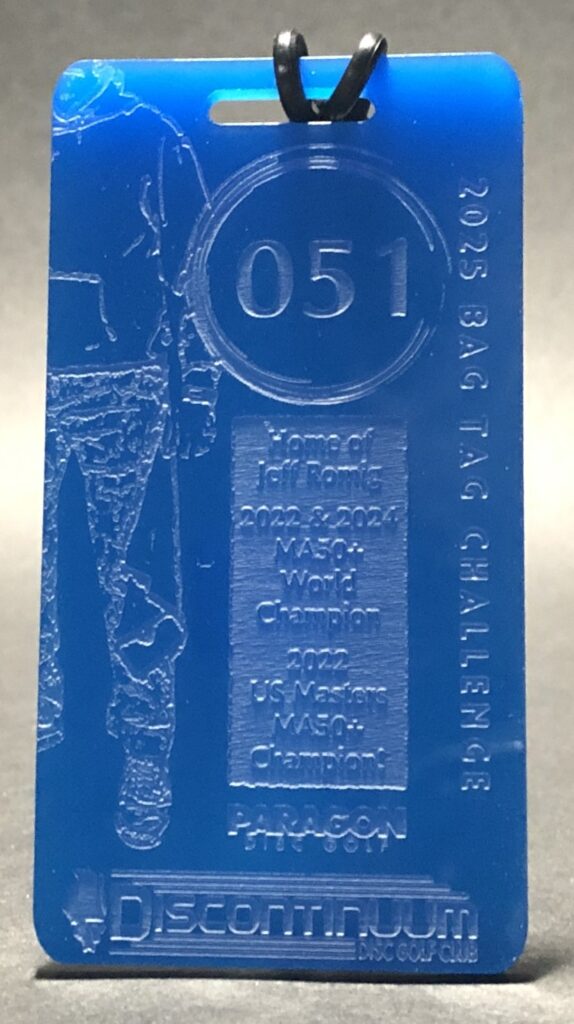 051
2025 BAG TAG CHALLENGE
Home of
Jeff Romig
2022 & 2024
MA50+
World
Champion
2022
US Masters
MA50+
Champion!
PARAGON
DISC GOLF
DISCONTINUUM
DISC GOLF CLUB